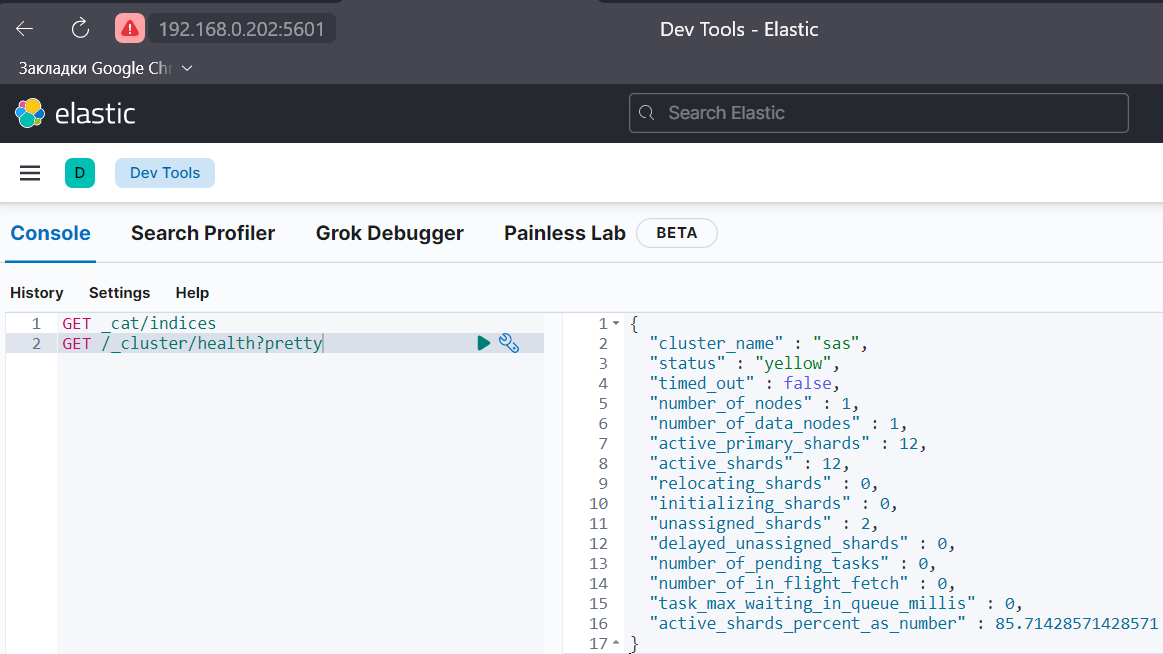 192.168.0.202:5601
Dev Tools - Elastic
Закладки Google Chr
elastic
Search Elastic
D
Dev Tools
Console Search Profiler Grok Debugger Painless Lab BETA
History Settings Help
1 GET _cat/indices
2 GET /_cluster/health?pretty
1 {
2 "cluster_name" : "sas",
3 "status" : "yellow",
4 "timed_out" : false,
5 "number_of_nodes" : 1,
6 "number_of_data_nodes" : 1,
7 "active_primary_shards" : 12,
8 "active_shards" : 12,
9 "relocating_shards" : 0,
10 "initializing_shards" : 0,
11 "unassigned_shards" : 2,
12 "delayed_unassigned_shards" : 0,
13 "number_of_pending_tasks" : 0,
14 "number_of_in_flight_fetch" : 0,
15 "task_max_waiting_in_queue_millis" : 0,
16 "active_shards_percent_as_number" : 85.71428571428571
17 }